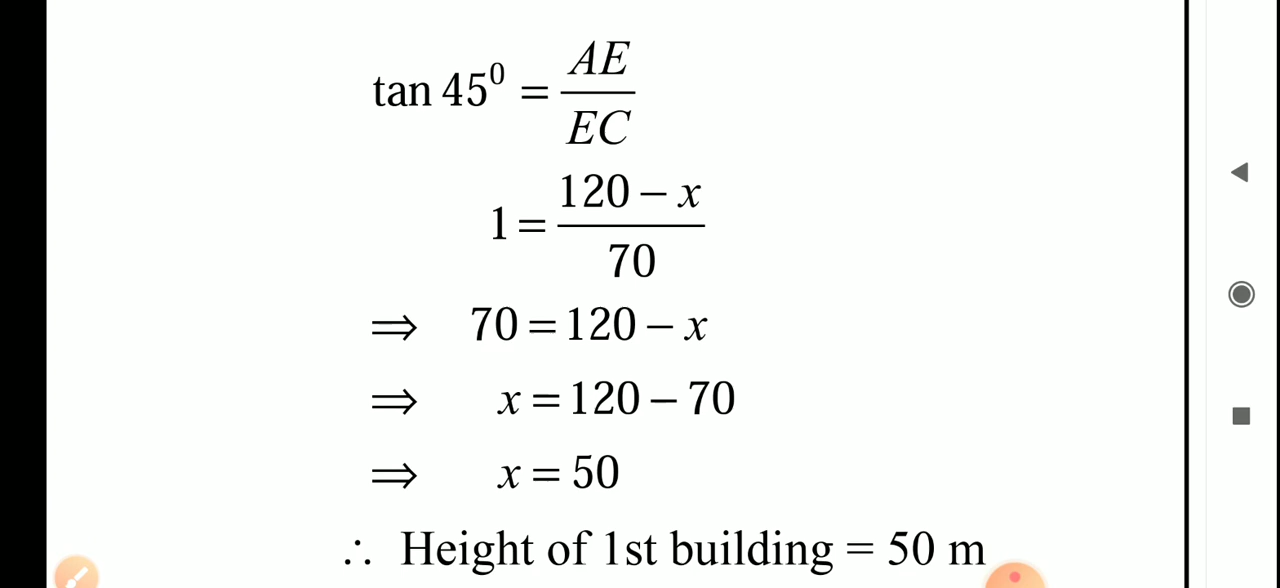 tan 45⁰ = AE/EC
1 = (120 − x)/70
⇒ 70 = 120 − x
⇒ x = 120 − 70
⇒ x = 50
∴ Height of 1st building = 50 m